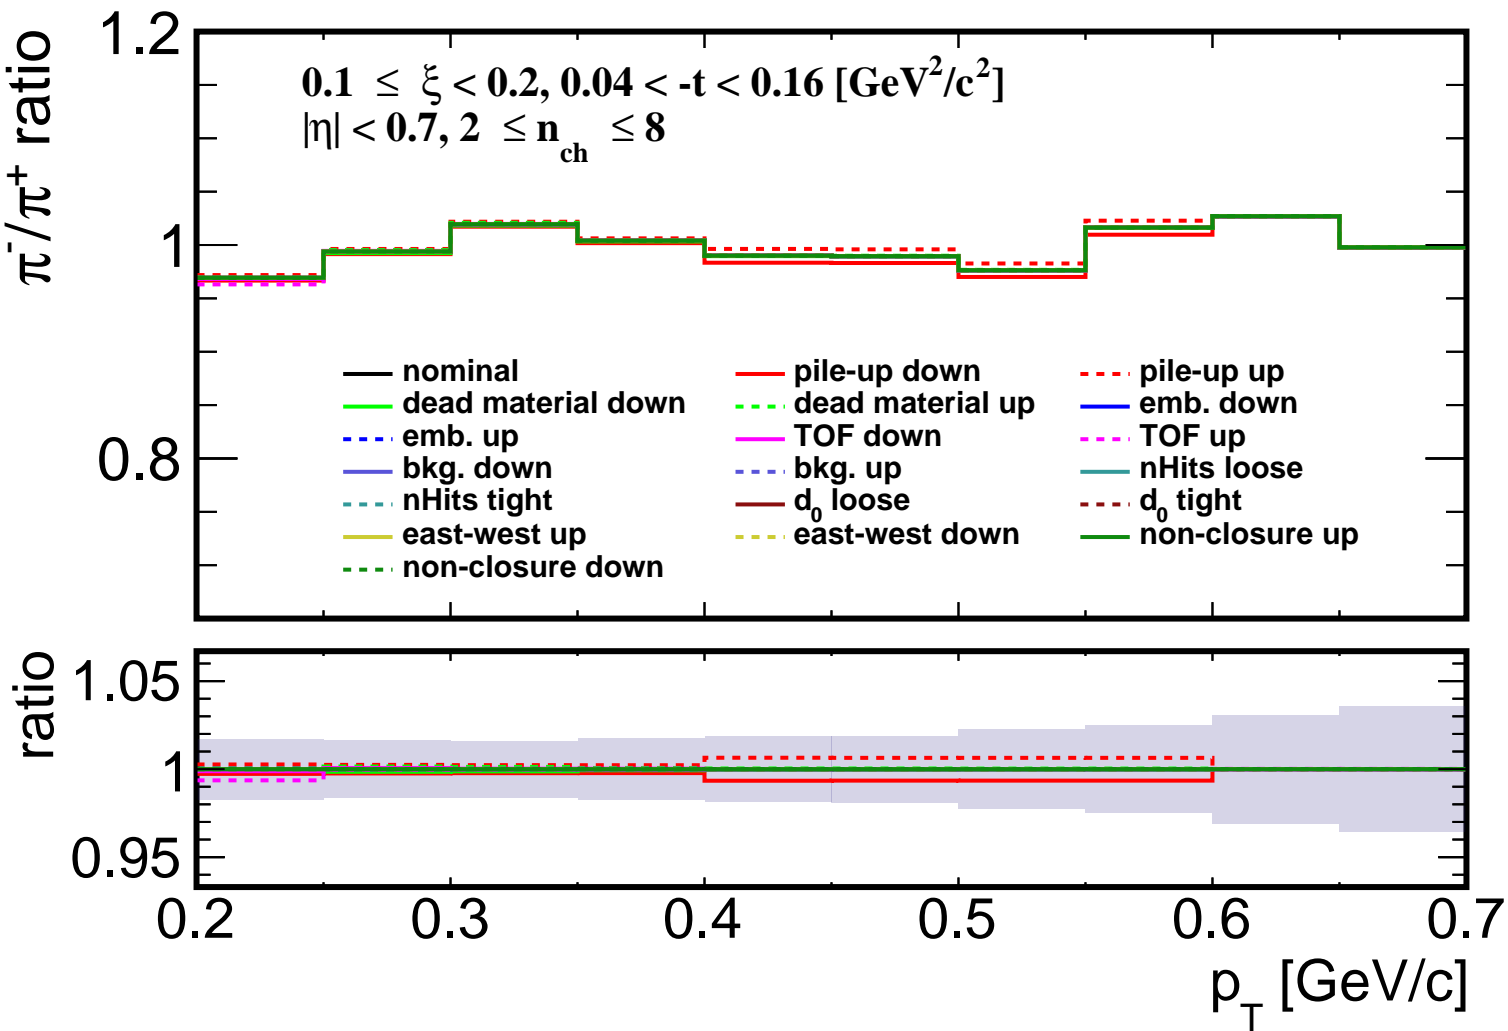 π⁻/π⁺ ratio
1.2
1
0.8
0.1 ≤ ξ < 0.2, 0.04 < -t < 0.16 [GeV²/c²]
|η| < 0.7, 2 ≤ n_ch ≤ 8
nominal pile-up down pile-up up
dead material down dead material up emb. down
emb. up TOF down TOF up
bkg. down bkg. up nHits loose
nHits tight d₀ loose d₀ tight
east-west up east-west down non-closure up
non-closure down
ratio
1.05
1
0.95
0.2 0.3 0.4 0.5 0.6 0.7
p_T [GeV/c]